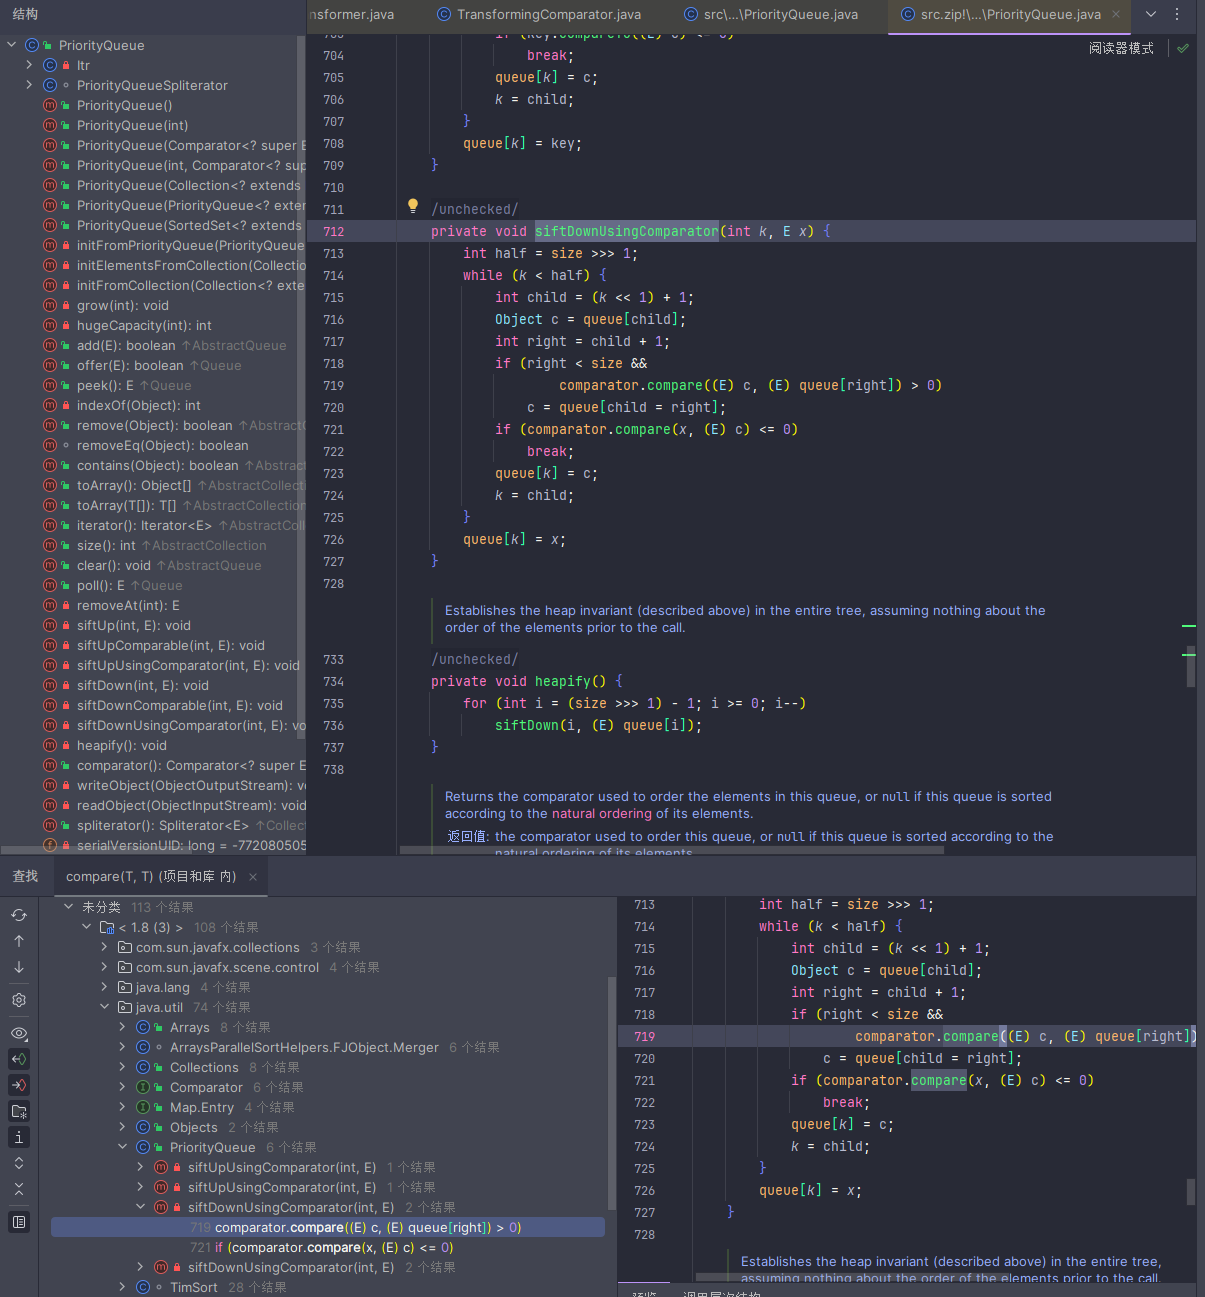 结构
nsformer.java
TransformingComparator.java
src\...\PriorityQueue.java
src.zip!\...\PriorityQueue.java
阅读器模式
PriorityQueue
Itr
PriorityQueueSpliterator
PriorityQueue()
PriorityQueue(int)
PriorityQueue(Comparator<? super E
PriorityQueue(int, Comparator<? sup
PriorityQueue(Collection<? extends
PriorityQueue(PriorityQueue<? exter
PriorityQueue(SortedSet<? extends
initFromPriorityQueue(PriorityQueue
initElementsFromCollection(Collectio
initFromCollection(Collection<? exte
grow(int): void
hugeCapacity(int): int
add(E): boolean ↑AbstractQueue
offer(E): boolean ↑Queue
peek(): E ↑Queue
indexOf(Object): int
remove(Object): boolean ↑AbstractC
removeEq(Object): boolean
contains(Object): boolean ↑Abstrac
toArray(): Object[] ↑AbstractCollecti
toArray(T[]): T[] ↑AbstractCollection
iterator(): Iterator<E> ↑AbstractColl
size(): int ↑AbstractCollection
clear(): void ↑AbstractQueue
poll(): E ↑Queue
removeAt(int): E
siftUp(int, E): void
siftUpComparable(int, E): void
siftUpUsingComparator(int, E): void
siftDown(int, E): void
siftDownComparable(int, E): void
siftDownUsingComparator(int, E): vo
heapify(): void
comparator(): Comparator<? super E
writeObject(ObjectOutputStream): vo
readObject(ObjectInputStream): void
spliterator(): Spliterator<E> ↑Collec
serialVersionUID: long = -772080505
703 if (key.compareTo((E) c) <= 0)
704 break;
705 queue[k] = c;
706 k = child;
707 }
708 queue[k] = key;
709 }
710
711 /unchecked/
712 private void siftDownUsingComparator(int k, E x) {
713 int half = size >>> 1;
714 while (k < half) {
715 int child = (k << 1) + 1;
716 Object c = queue[child];
717 int right = child + 1;
718 if (right < size &&
719 comparator.compare((E) c, (E) queue[right]) > 0)
720 c = queue[child = right];
721 if (comparator.compare(x, (E) c) <= 0)
722 break;
723 queue[k] = c;
724 k = child;
725 }
726 queue[k] = x;
727 }
728
Establishes the heap invariant (described above) in the entire tree, assuming nothing about the
order of the elements prior to the call.
733 /unchecked/
734 private void heapify() {
735 for (int i = (size >>> 1) - 1; i >= 0; i--)
736 siftDown(i, (E) queue[i]);
737 }
738
Returns the comparator used to order the elements in this queue, or null if this queue is sorted
according to the natural ordering of its elements.
返回值: the comparator used to order this queue, or null if this queue is sorted according to the
natural ordering of its elements
查找
compare(T, T) (项目和库 内)
未分类 113 个结果
< 1.8 (3) > 108 个结果
com.sun.javafx.collections 3 个结果
com.sun.javafx.scene.control 4 个结果
java.lang 4 个结果
java.util 74 个结果
Arrays 8 个结果
ArraysParallelSortHelpers.FJObject.Merger 6 个结果
Collections 8 个结果
Comparator 6 个结果
Map.Entry 4 个结果
Objects 2 个结果
PriorityQueue 6 个结果
siftUpUsingComparator(int, E) 1 个结果
siftUpUsingComparator(int, E) 1 个结果
siftDownUsingComparator(int, E) 2 个结果
719 comparator.compare((E) c, (E) queue[right]) > 0)
721 if (comparator.compare(x, (E) c) <= 0)
siftDownUsingComparator(int, E) 2 个结果
TimSort 28 个结果
713 int half = size >>> 1;
714 while (k < half) {
715 int child = (k << 1) + 1;
716 Object c = queue[child];
717 int right = child + 1;
718 if (right < size &&
719 comparator.compare((E) c, (E) queue[right])
720 c = queue[child = right];
721 if (comparator.compare(x, (E) c) <= 0)
722 break;
723 queue[k] = c;
724 k = child;
725 }
726 queue[k] = x;
727 }
728
Establishes the heap invariant (described above) in the entire tree,
assuming nothing about the order of the elements prior to the call.
预览 调用层次结构